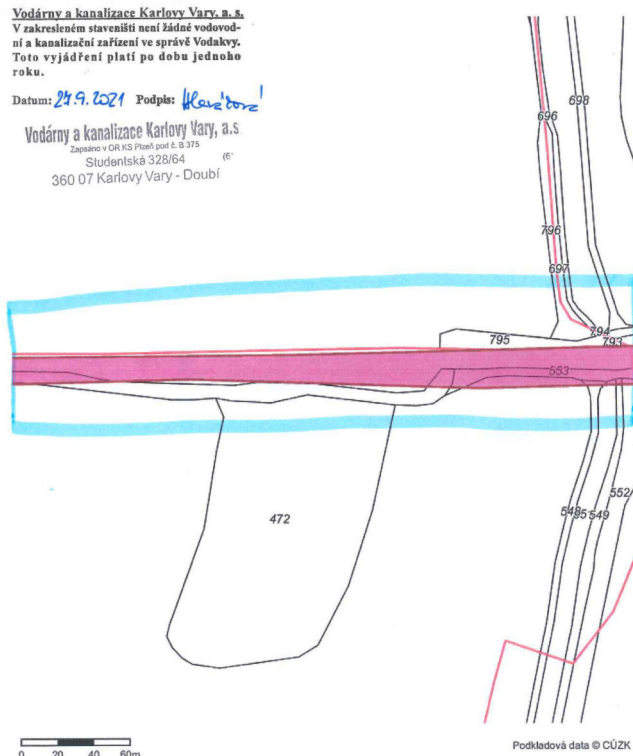 Vodárny a kanalizace Karlovy Vary, a. s.
V zakresleném staveništi není žádné vodovod-
ní a kanalizační zařízení ve správě Vodakvy.
Toto vyjádření platí po dobu jednoho
roku.
Datum: 27.9.2021 Podpis:
Vodárny a kanalizace Karlovy Vary, a.s
Zapsáno v OR KS Plzeň pod č. B 375
Studentská 328/64 (6
360 07 Karlovy Vary - Doubí
698
696
796
697
794
795
793
553
472
552
549
Podkladová data © ČÚZK
0 20 40 60m